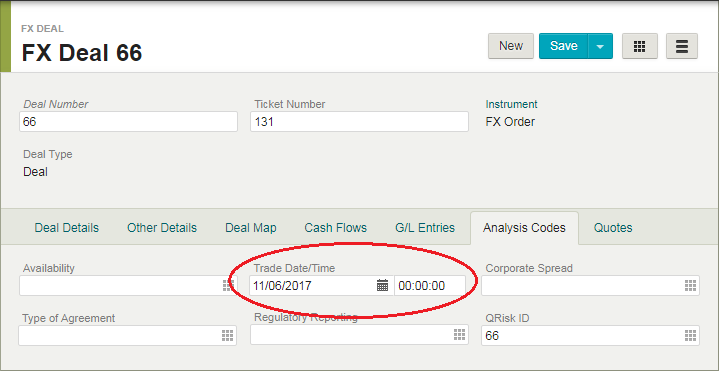 FX DEAL
FX Deal 66
New Save
Deal Number Ticket Number Instrument
66 131 FX Order
Deal Type
Deal
Deal Details Other Details Deal Map Cash Flows G/L Entries Analysis Codes Quotes
Availability Trade Date/Time Corporate Spread
11/06/2017 00:00:00
Type of Agreement Regulatory Reporting QRisk ID
66